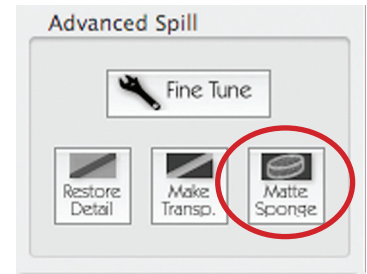 Advanced Spill
Fine Tune
Restore
Detail
Make
Transp.
Matte
Sponge